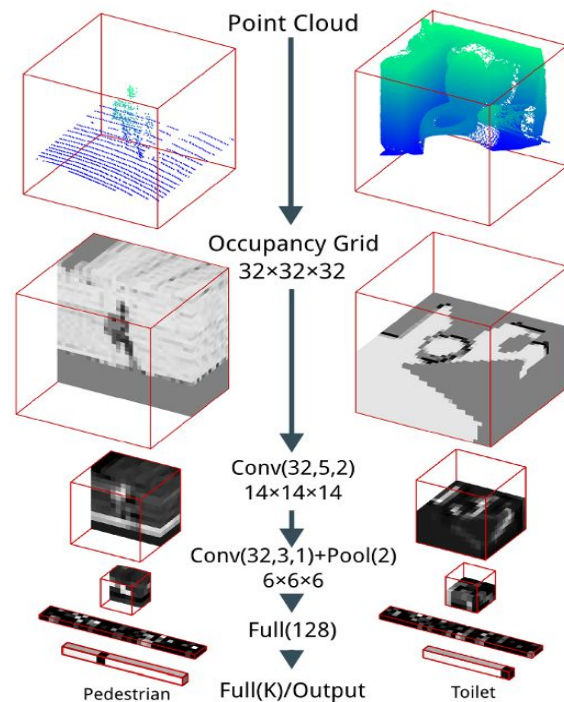 Point Cloud
Occupancy Grid
32×32×32
Conv(32,5,2)
14×14×14
Conv(32,3,1)+Pool(2)
6×6×6
Full(128)
Pedestrian
Full(K)/Output
Toilet